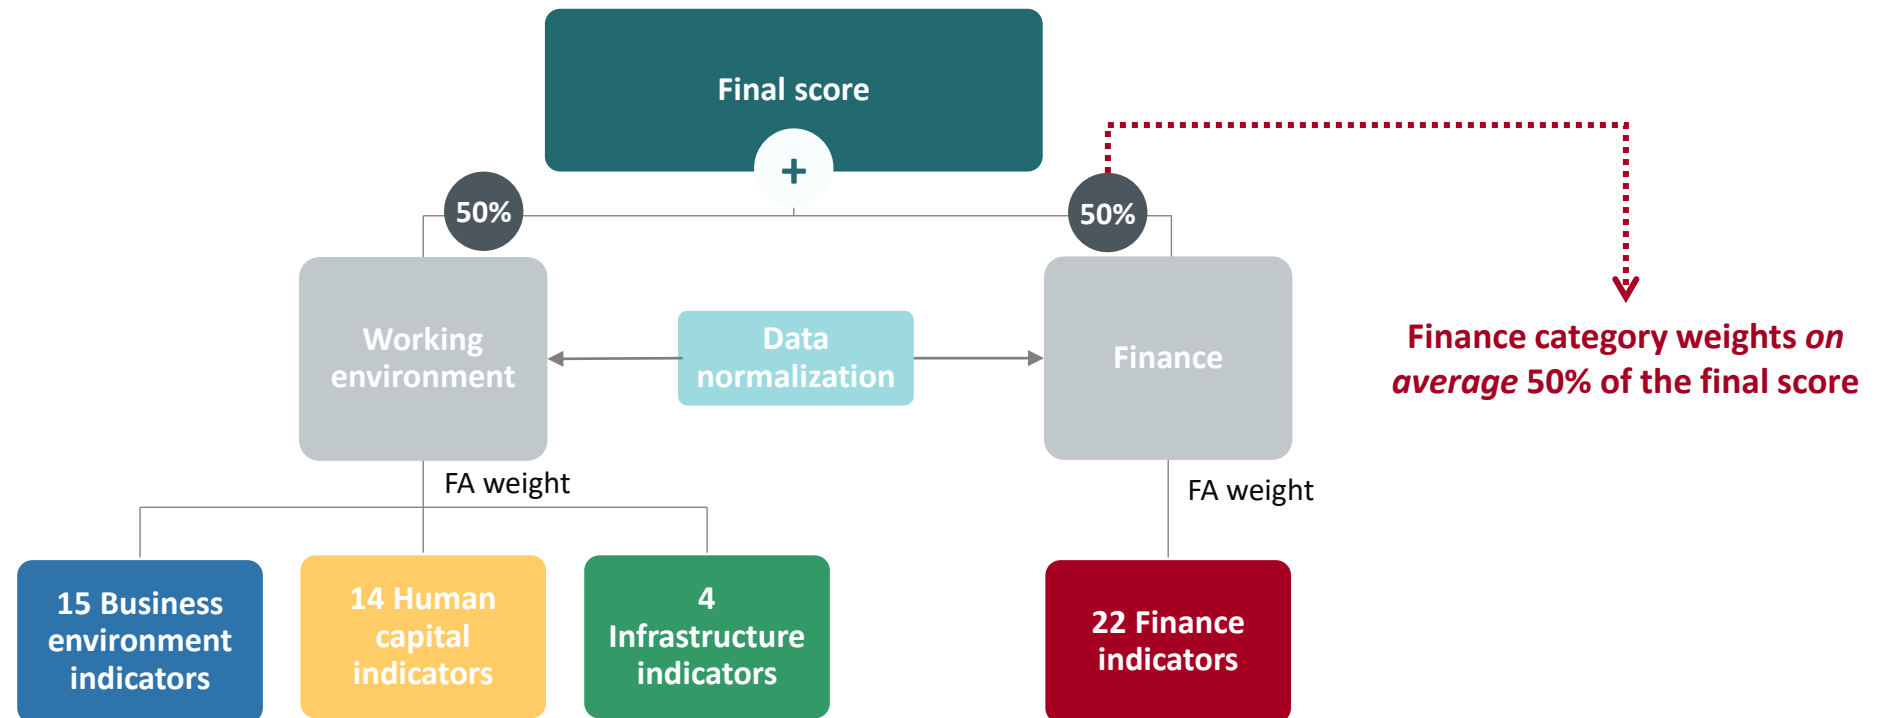 Final score
+
50%
50%
Working
environment
Data
normalization
Finance
Finance category weights on
average 50% of the final score
FA weight
FA weight
15 Business
environment
indicators
14 Human
capital
indicators
4
Infrastructure
indicators
22 Finance
indicators